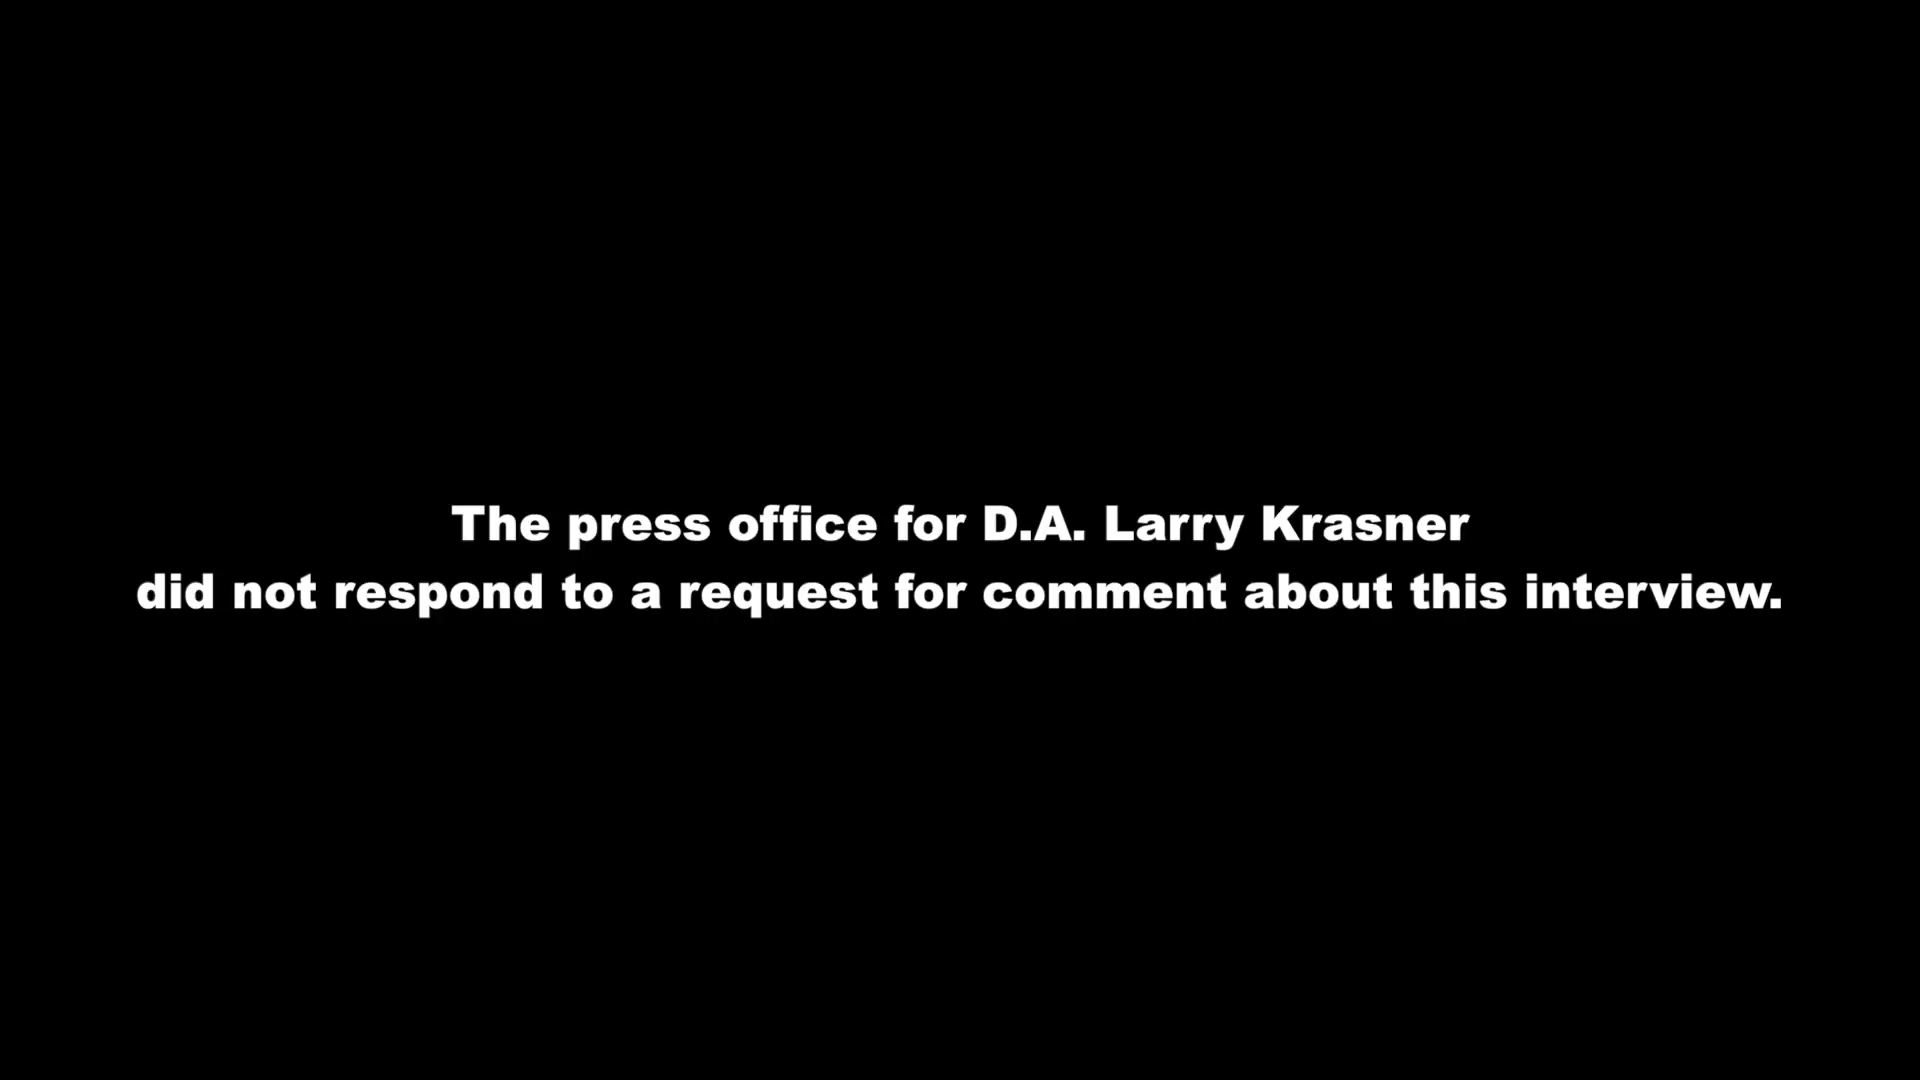 The press office for D.A. Larry Krasner
did not respond to a request for comment about this interview.